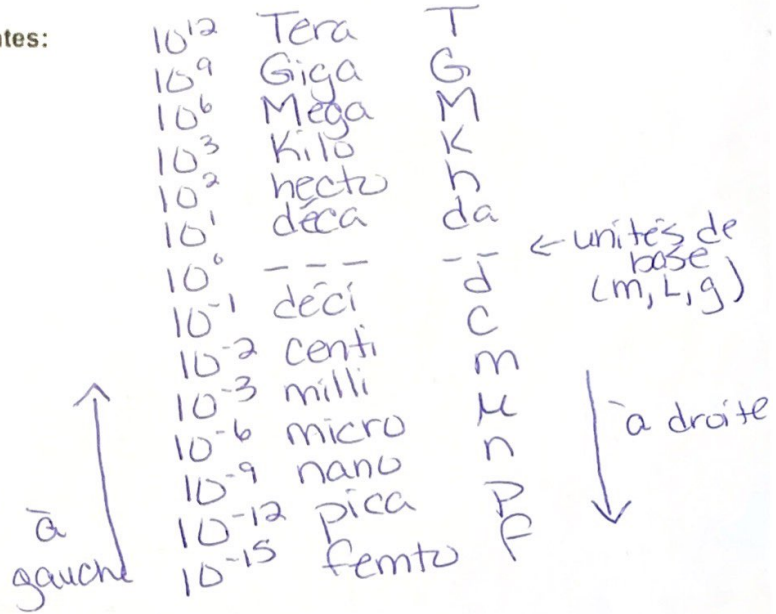 tes:
10¹² Tera T
10⁹ Giga G
10⁶ Mega M
10³ Kilo K
10² hecto h
10¹ déca da
10⁰ --- -- ← unités de base (m, L, g)
10⁻¹ déci d
10⁻² centi c
10⁻³ milli m
10⁻⁶ micro μ
10⁻⁹ nano n
10⁻¹² pica p
10⁻¹⁵ femto f
à gauche
à droite